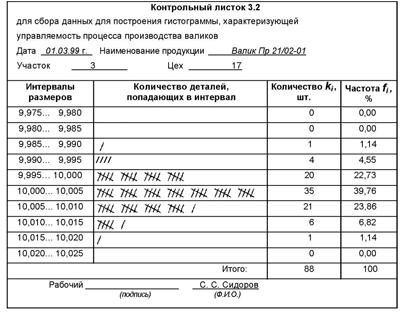 Контрольный листок 3.2
для сбора данных для построения гистограммы, характеризующей
управляемость процесса производства валиков
Дата 01.03.99 г. Наименование продукции Валик Пр 21/02-01
Участок 3 Цех 17
Интервалы размеров Количество деталей, попадающих в интервал Количество ki, шт. Частота fi, %
9,975... 9,980 0 0,00
9,980... 9,985 0 0,00
9,985... 9,990 / 1 1,14
9,990... 9,995 //// 4 4,55
9,995... 10,000 20 22,73
10,000... 10,005 35 39,76
10,005... 10,010 21 23,86
10,010... 10,015 6 6,82
10,015... 10,020 / 1 1,14
10,020... 10,025 0 0,00
Итого: 88 100
Рабочий С. С. Сидоров
(подпись) (Ф.И.О.)